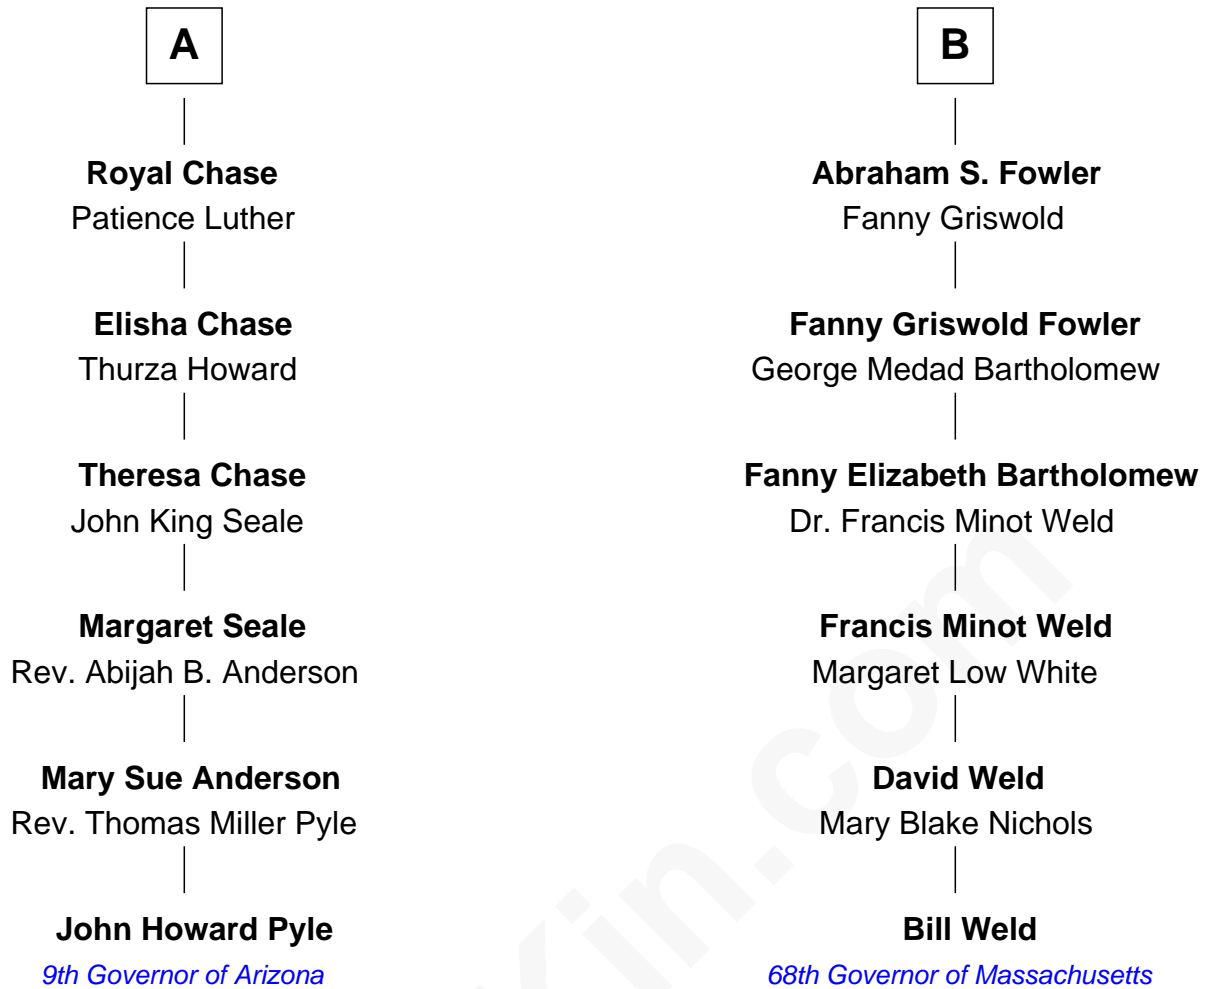 A
B
Royal Chase
Patience Luther
Abraham S. Fowler
Fanny Griswold
Elisha Chase
Thurza Howard
Fanny Griswold Fowler
George Medad Bartholomew
Theresa Chase
John King Seale
Fanny Elizabeth Bartholomew
Dr. Francis Minot Weld
Margaret Seale
Rev. Abijah B. Anderson
Francis Minot Weld
Margaret Low White
Mary Sue Anderson
Rev. Thomas Miller Pyle
David Weld
Mary Blake Nichols
John Howard Pyle
9th Governor of Arizona
Bill Weld
68th Governor of Massachusetts
Kin.com